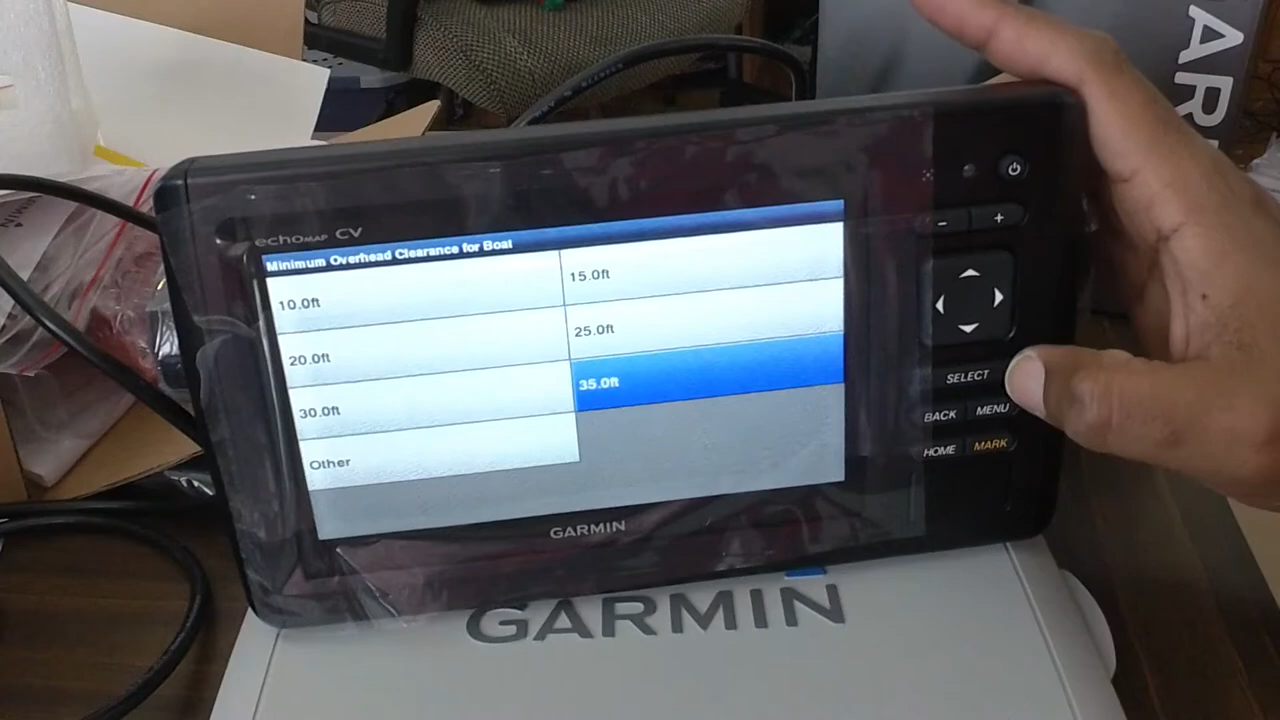 echoMAP CV
Minimum Overhead Clearance for Boat
10.0ft
15.0ft
20.0ft
25.0ft
30.0ft
35.0ft
Other
GARMIN
-
+
SELECT
BACK
MENU
HOME
MARK
GARMIN